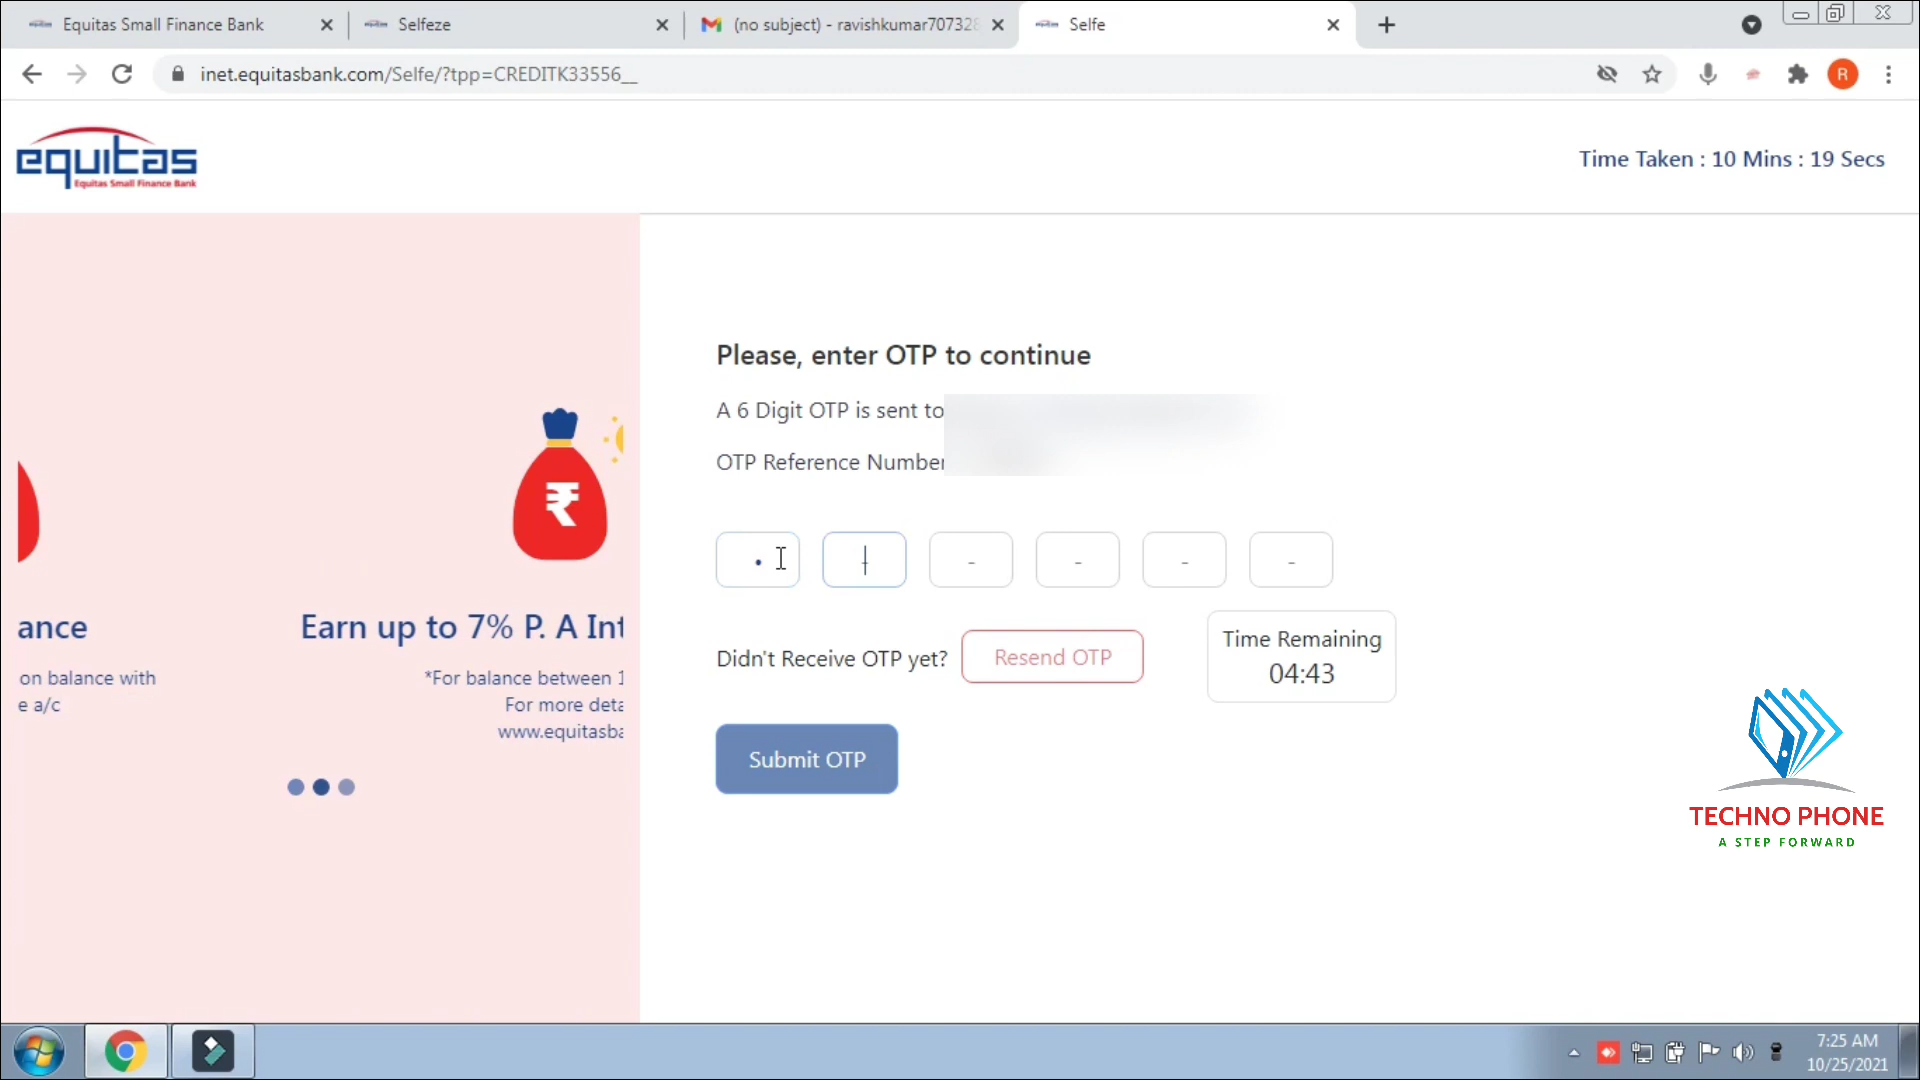 Equitas Small Finance Bank
Selfeze
(no subject) - ravishkumar707328
Selfe
inet.equitasbank.com/Selfe/?tpp=CREDITK33556__
R
equitas
Equitas Small Finance Bank
Time Taken : 10 Mins : 19 Secs
Please, enter OTP to continue
A 6 Digit OTP is sent to
OTP Reference Number
₹
ance
on balance with
e a/c
Earn up to 7% P. A Int
*For balance between 1
For more deta
www.equitasba
- - - - -
Didn't Receive OTP yet?
Resend OTP
Time Remaining
04:43
Submit OTP
TECHNO PHONE
A STEP FORWARD
7:25 AM
10/25/2021